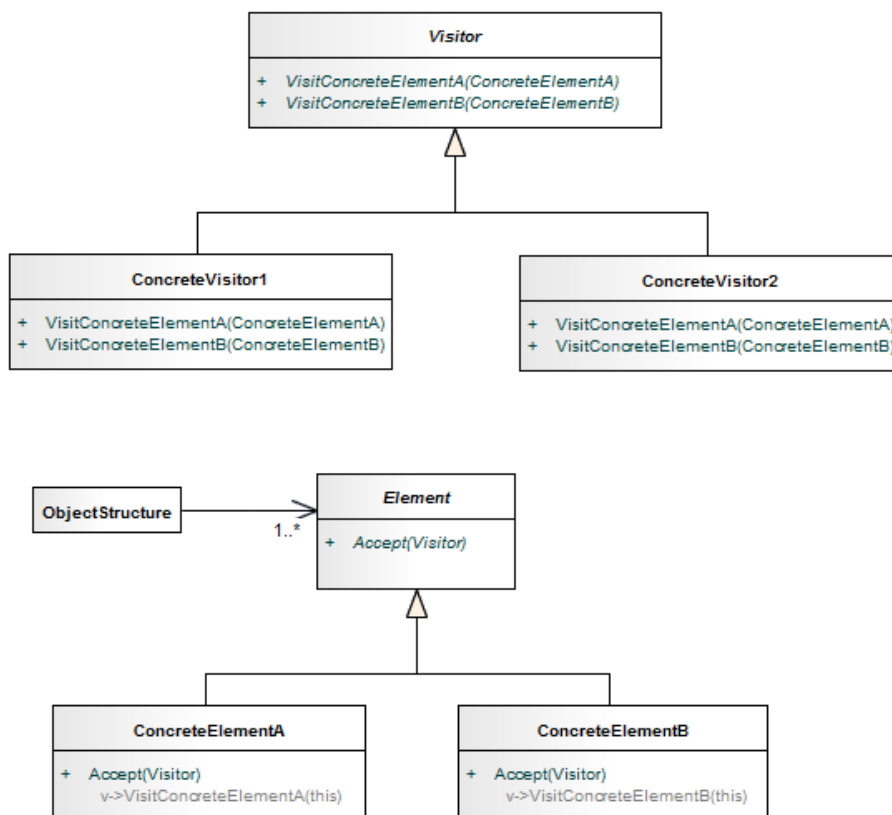 Visitor
+ VisitConcreteElementA(ConcreteElementA)
+ VisitConcreteElementB(ConcreteElementB)
ConcreteVisitor1
+ VisitConcreteElementA(ConcreteElementA)
+ VisitConcreteElementB(ConcreteElementB)
ConcreteVisitor2
+ VisitConcreteElementA(ConcreteElementA)
+ VisitConcreteElementB(ConcreteElementB)
ObjectStructure
1..*
Element
+ Accept(Visitor)
ConcreteElementA
+ Accept(Visitor)
v->VisitConcreteElementA(this)
ConcreteElementB
+ Accept(Visitor)
v->VisitConcreteElementB(this)